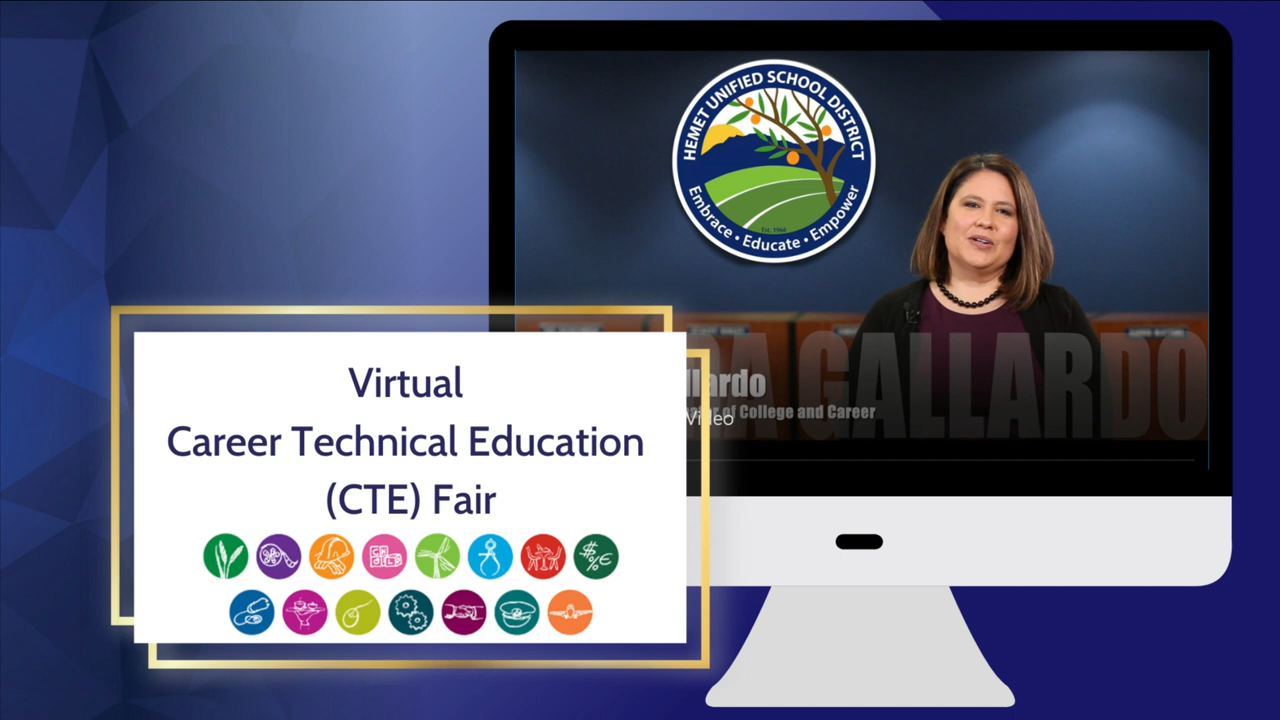 HEMET UNIFIED SCHOOL DISTRICT
Est. 1966
Embrace • Educate • Empower
GALLARDO
llardo
of College and Career
Video
Virtual
Career Technical Education
(CTE) Fair
$%€